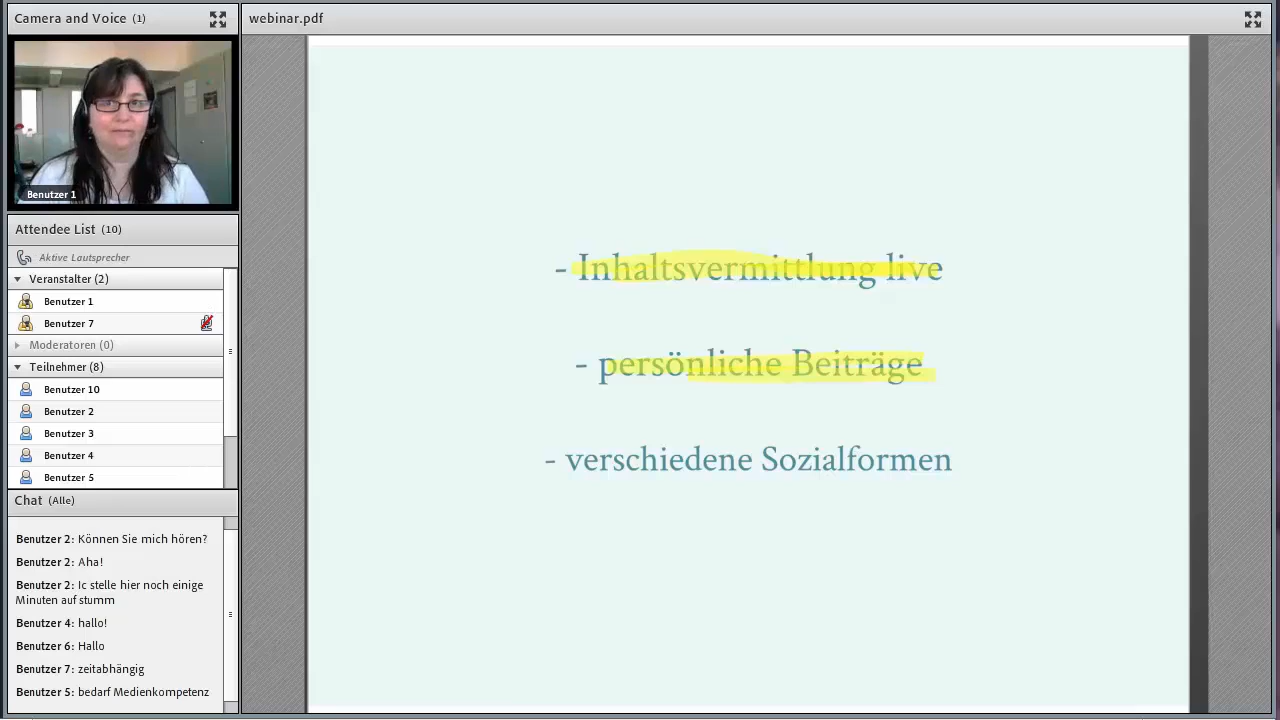 Camera and Voice (1)
Benutzer 1
Attendee List (10)
Aktive Lautsprecher
Veranstalter (2)
Benutzer 1
Benutzer 7
Moderatoren (0)
Teilnehmer (8)
Benutzer 10
Benutzer 2
Benutzer 3
Benutzer 4
Benutzer 5
Chat (Alle)
Benutzer 2: Können Sie mich hören?
Benutzer 2: Aha!
Benutzer 2: Ic stelle hier noch einige
Minuten auf stumm
Benutzer 4: hallo!
Benutzer 6: Hallo
Benutzer 7: zeitabhängig
Benutzer 5: bedarf Medienkompetenz
webinar.pdf
- Inhaltsvermittlung live
- persönliche Beiträge
- verschiedene Sozialformen